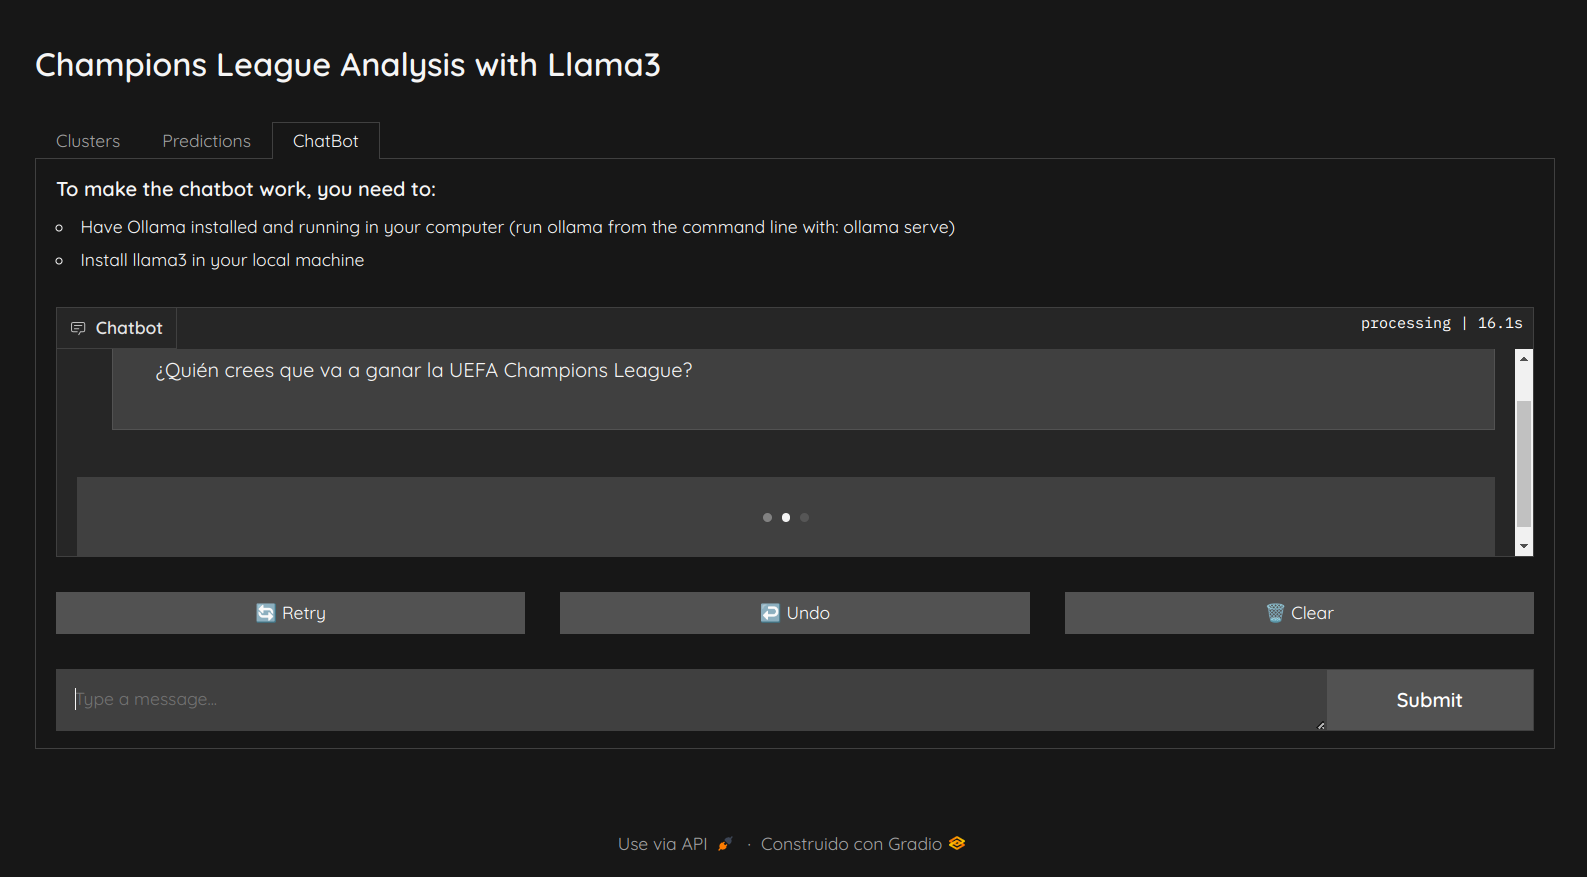 Champions League Analysis with Llama3
Clusters Predictions ChatBot
To make the chatbot work, you need to:
Have Ollama installed and running in your computer (run ollama from the command line with: ollama serve)
Install llama3 in your local machine
Chatbot
processing | 16.1s
¿Quién crees que va a ganar la UEFA Champions League?
Retry Undo Clear
Type a message...
Submit
Use via API · Construido con Gradio